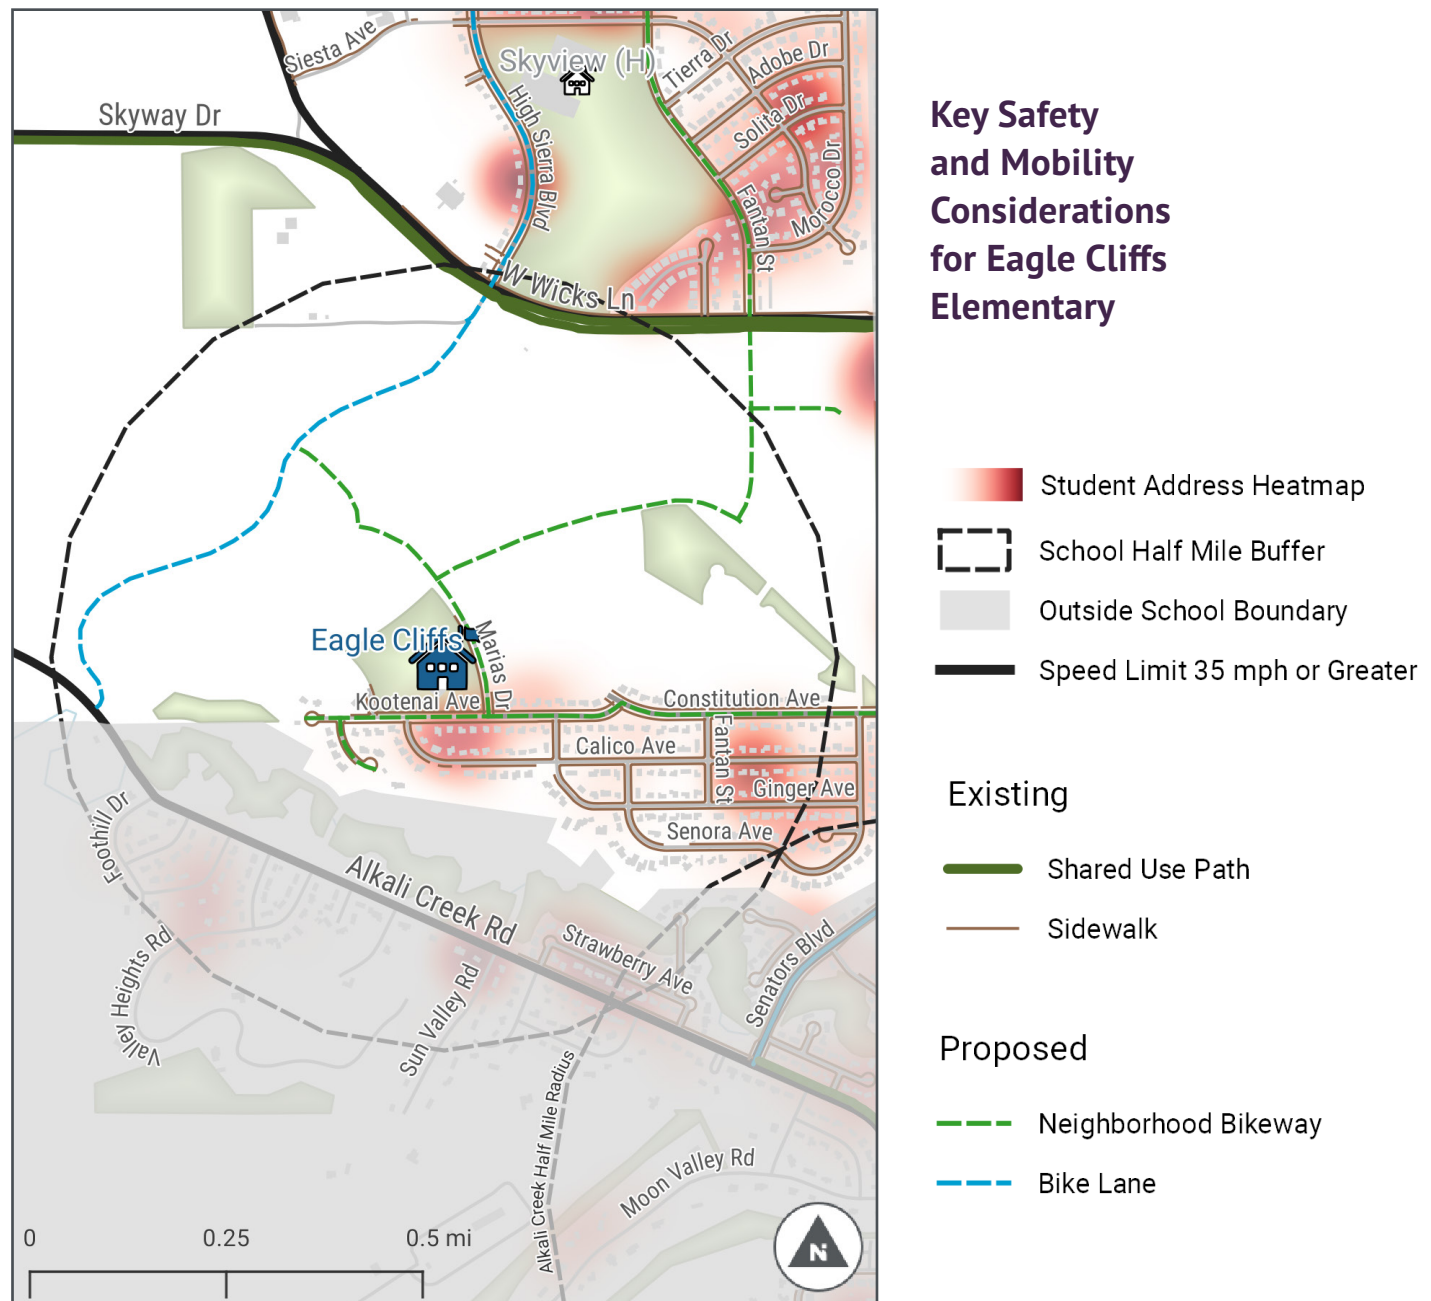 Key Safety
and Mobility
Considerations
for Eagle Cliffs
Elementary
Student Address Heatmap
School Half Mile Buffer
Outside School Boundary
Speed Limit 35 mph or Greater
Existing
Shared Use Path
Sidewalk
Proposed
Neighborhood Bikeway
Bike Lane
Siesta Ave
Skyview (H)
Tierra Dr
Adobe Dr
Skyway Dr
High Sierra Blvd
Solita Dr
Morocco Dr
Fantan St
W Wicks Ln
Eagle Cliffs
Marias Dr
Kootenai Ave
Constitution Ave
Calico Ave
Fantan St
Ginger Ave
Senora Ave
Foothill Dr
Alkali Creek Rd
Strawberry Ave
Senators Blvd
Valley Heights Rd
Sun Valley Rd
Alkali Creek Half Mile Radius
Moon Valley Rd
0 0.25 0.5 mi
N